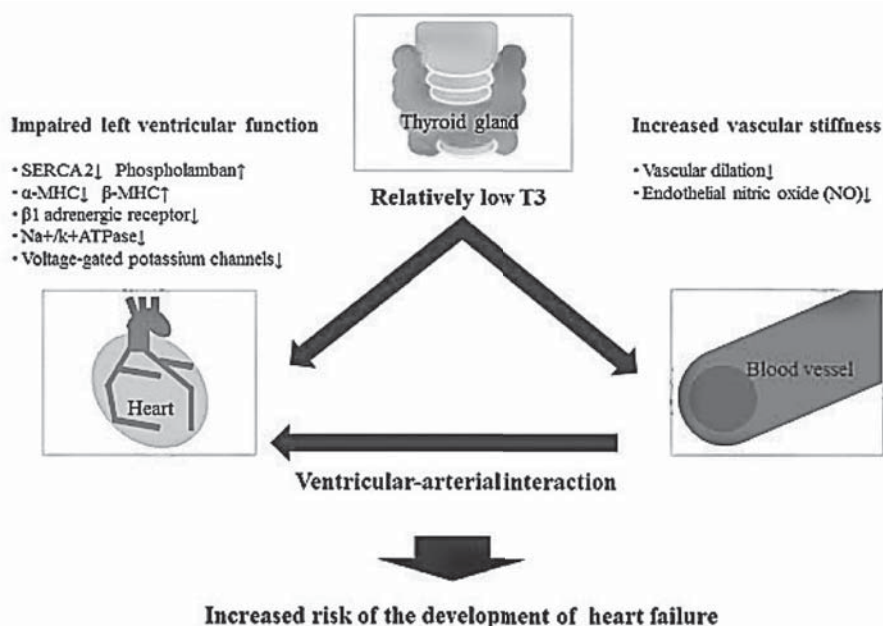 Thyroid gland
Relatively low T3
Impaired left ventricular function
• SERCA2↓ Phospholamban↑
• α-MHC↓ β-MHC↑
• β1 adrenergic receptor↓
• Na+/k+ATPase↓
• Voltage-gated potassium channels↓
Increased vascular stiffness
• Vascular dilation↓
• Endothelial nitric oxide (NO)↓
Heart
Blood vessel
Ventricular-arterial interaction
Increased risk of the development of heart failure